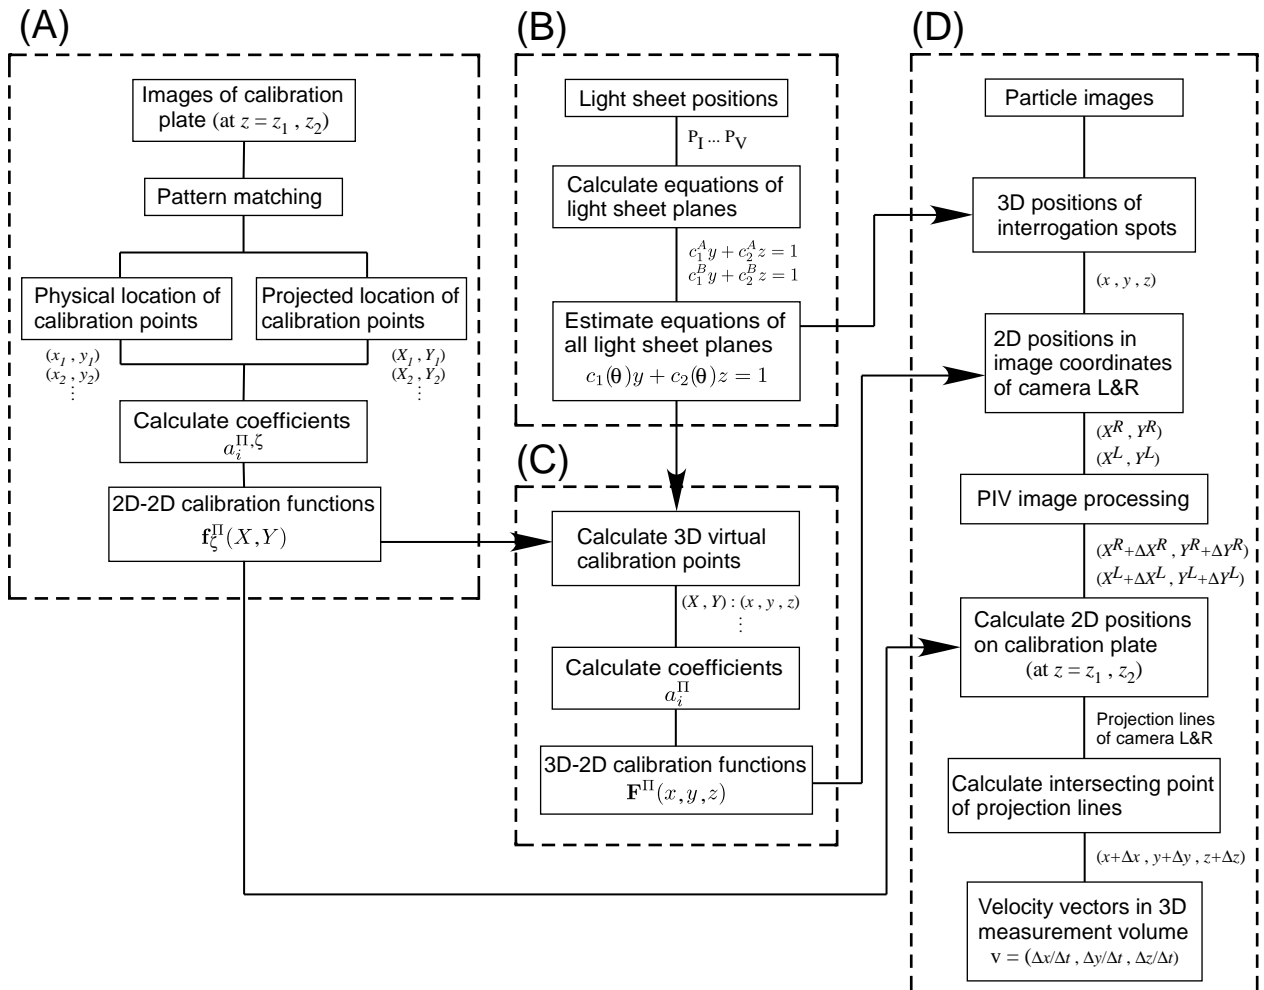 (A)
Images of calibration
plate (at z = z₁ , z₂)
Pattern matching
Physical location of
calibration points
Projected location of
calibration points
(x₁ , y₁)
(x₂ , y₂)
⋮
(X₁ , Y₁)
(X₂ , Y₂)
⋮
Calculate coefficients
a_i^{Π,ζ}
2D-2D calibration functions
f_ζ^Π(X, Y)
(B)
Light sheet positions
P_I ... P_V
Calculate equations of
light sheet planes
c₁^A y + c₂^A z = 1
c₁^B y + c₂^B z = 1
Estimate equations of
all light sheet planes
c₁(θ)y + c₂(θ)z = 1
(C)
Calculate 3D virtual
calibration points
(X , Y) : (x , y , z)
⋮
Calculate coefficients
a_i^Π
3D-2D calibration functions
F^Π(x, y, z)
(D)
Particle images
3D positions of
interrogation spots
(x , y , z)
2D positions in
image coordinates
of camera L&R
(X^R , Y^R)
(X^L , Y^L)
PIV image processing
(X^R+ΔX^R , Y^R+ΔY^R)
(X^L+ΔX^L , Y^L+ΔY^L)
Calculate 2D positions
on calibration plate
(at z = z₁ , z₂)
Projection lines
of camera L&R
Calculate intersecting point
of projection lines
(x+Δx , y+Δy , z+Δz)
Velocity vectors in 3D
measurement volume
v = (Δx/Δt , Δy/Δt , Δz/Δt)